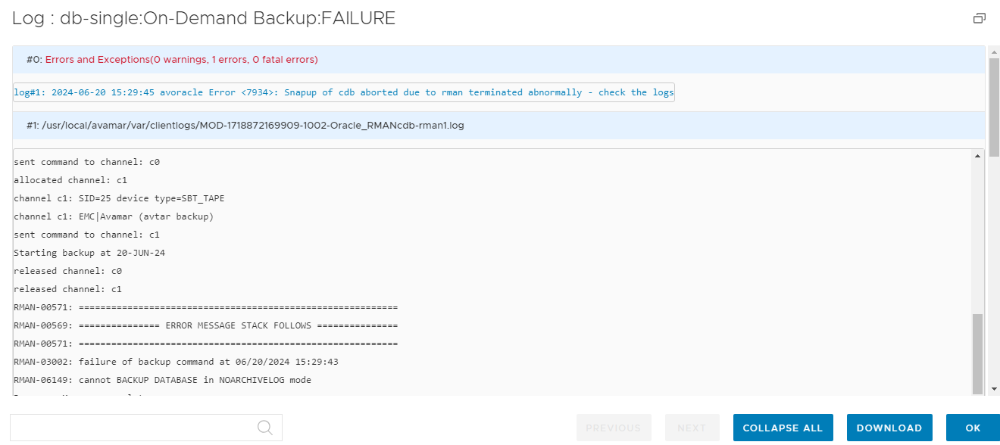 Log : db-single:On-Demand Backup:FAILURE
#0: Errors and Exceptions(0 warnings, 1 errors, 0 fatal errors)
log#1: 2024-06-20 15:29:45 avoracle Error <7934>: Snapup of cdb aborted due to rman terminated abnormally - check the logs
#1: /usr/local/avamar/var/clientlogs/MOD-1718872169909-1002-Oracle_RMANcdb-rman1.log
sent command to channel: c0
allocated channel: c1
channel c1: SID=25 device type=SBT_TAPE
channel c1: EMC|Avamar (avtar backup)
sent command to channel: c1
Starting backup at 20-JUN-24
released channel: c0
released channel: c1
RMAN-00571: ===========================================================
RMAN-00569: =============== ERROR MESSAGE STACK FOLLOWS ===============
RMAN-00571: ===========================================================
RMAN-03002: failure of backup command at 06/20/2024 15:29:43
RMAN-06149: cannot BACKUP DATABASE in NOARCHIVELOG mode
PREVIOUS NEXT COLLAPSE ALL DOWNLOAD OK